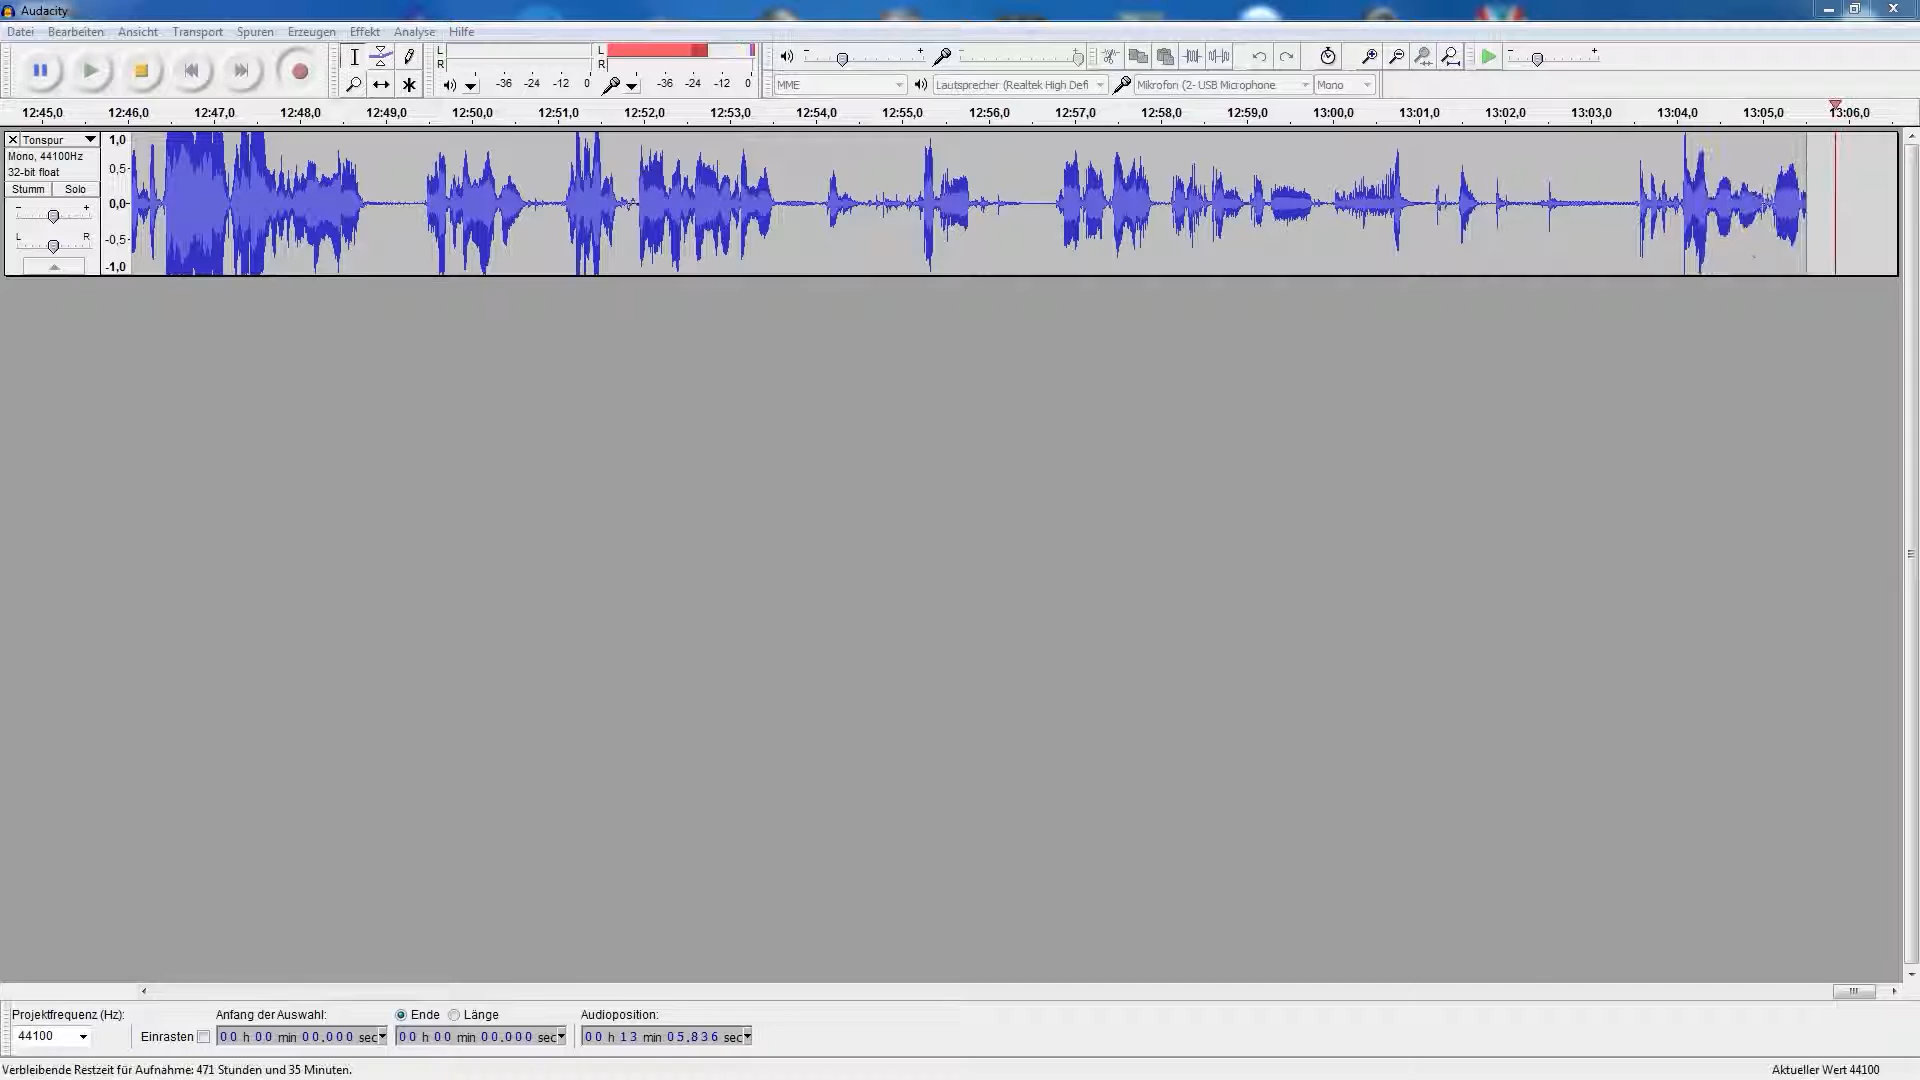 Audacity
Datei Bearbeiten Ansicht Transport Spuren Erzeugen Effekt Analyse Hilfe
L
R
L
R
-36 -24 -12 0
-36 -24 -12 0
MME
Lautsprecher (Realtek High Defi
Mikrofon (2- USB Microphone
Mono
12:45,0 12:46,0 12:47,0 12:48,0 12:49,0 12:50,0 12:51,0 12:52,0 12:53,0 12:54,0 12:55,0 12:56,0 12:57,0 12:58,0 12:59,0 13:00,0 13:01,0 13:02,0 13:03,0 13:04,0 13:05,0 13:06,0
Tonspur
Mono, 44100Hz
32-bit float
Stumm Solo
- +
L R
1,0
0,5
0,0
-0,5
-1,0
Projektfrequenz (Hz): Anfang der Auswahl: Ende Länge Audioposition:
44100 Einrasten 00 h 00 min 00.000 sec 00 h 00 min 00.000 sec 00 h 13 min 05.836 sec
Verbleibende Restzeit für Aufnahme: 471 Stunden und 35 Minuten. Aktueller Wert 44100